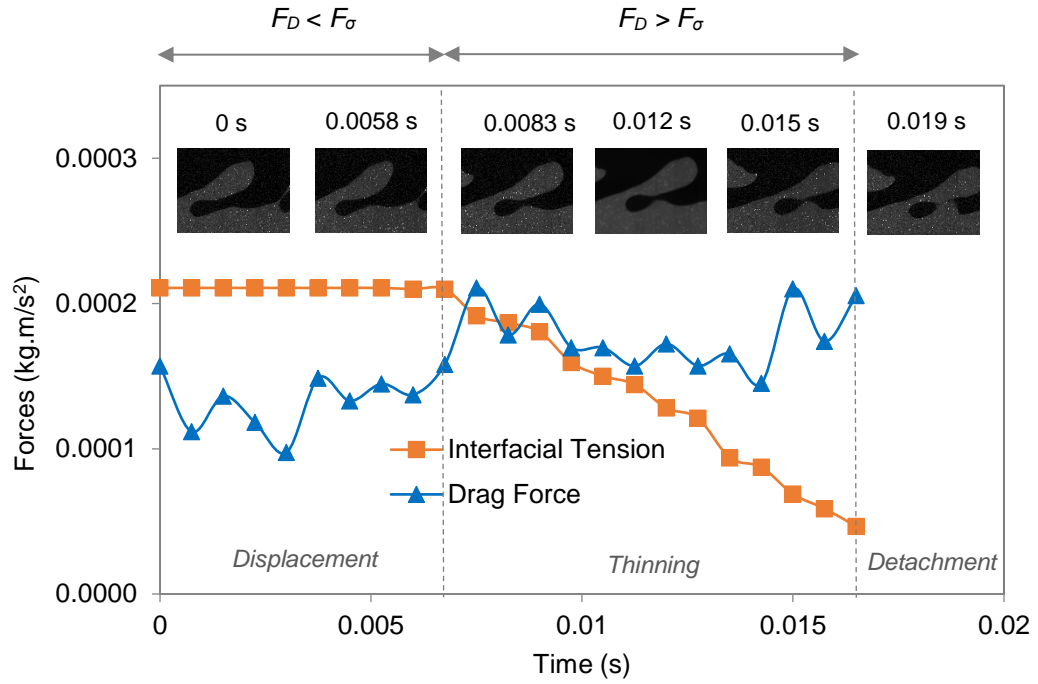 F_D < F_σ
F_D > F_σ
0 s
0.0058 s
0.0083 s
0.012 s
0.015 s
0.019 s
0.0003
0.0002
0.0001
0.0000
Forces (kg.m/s²)
Interfacial Tension
Drag Force
Displacement
Thinning
Detachment
0
0.005
0.01
0.015
0.02
Time (s)